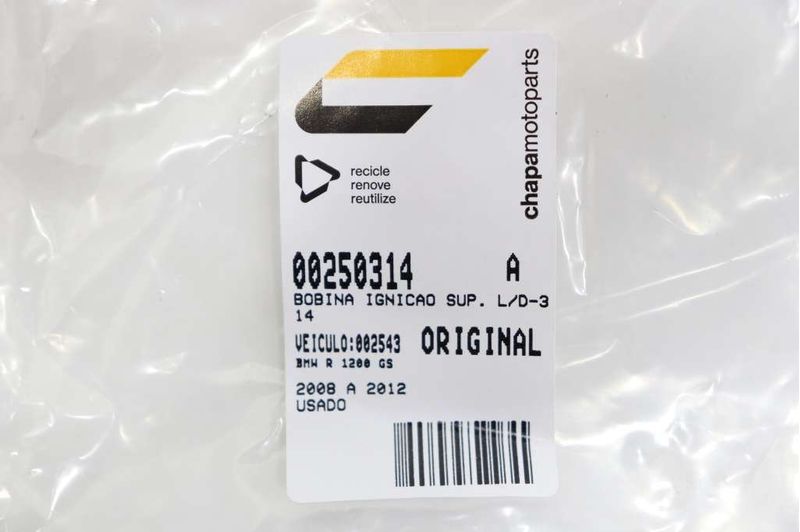 chapamotoparts
recicle
renove
reutilize
00250314 A
BOBINA IGNICAO SUP. L/D-3
14
VEICULO:002543 ORIGINAL
BMW R 1200 GS
2008 A 2012
USADO